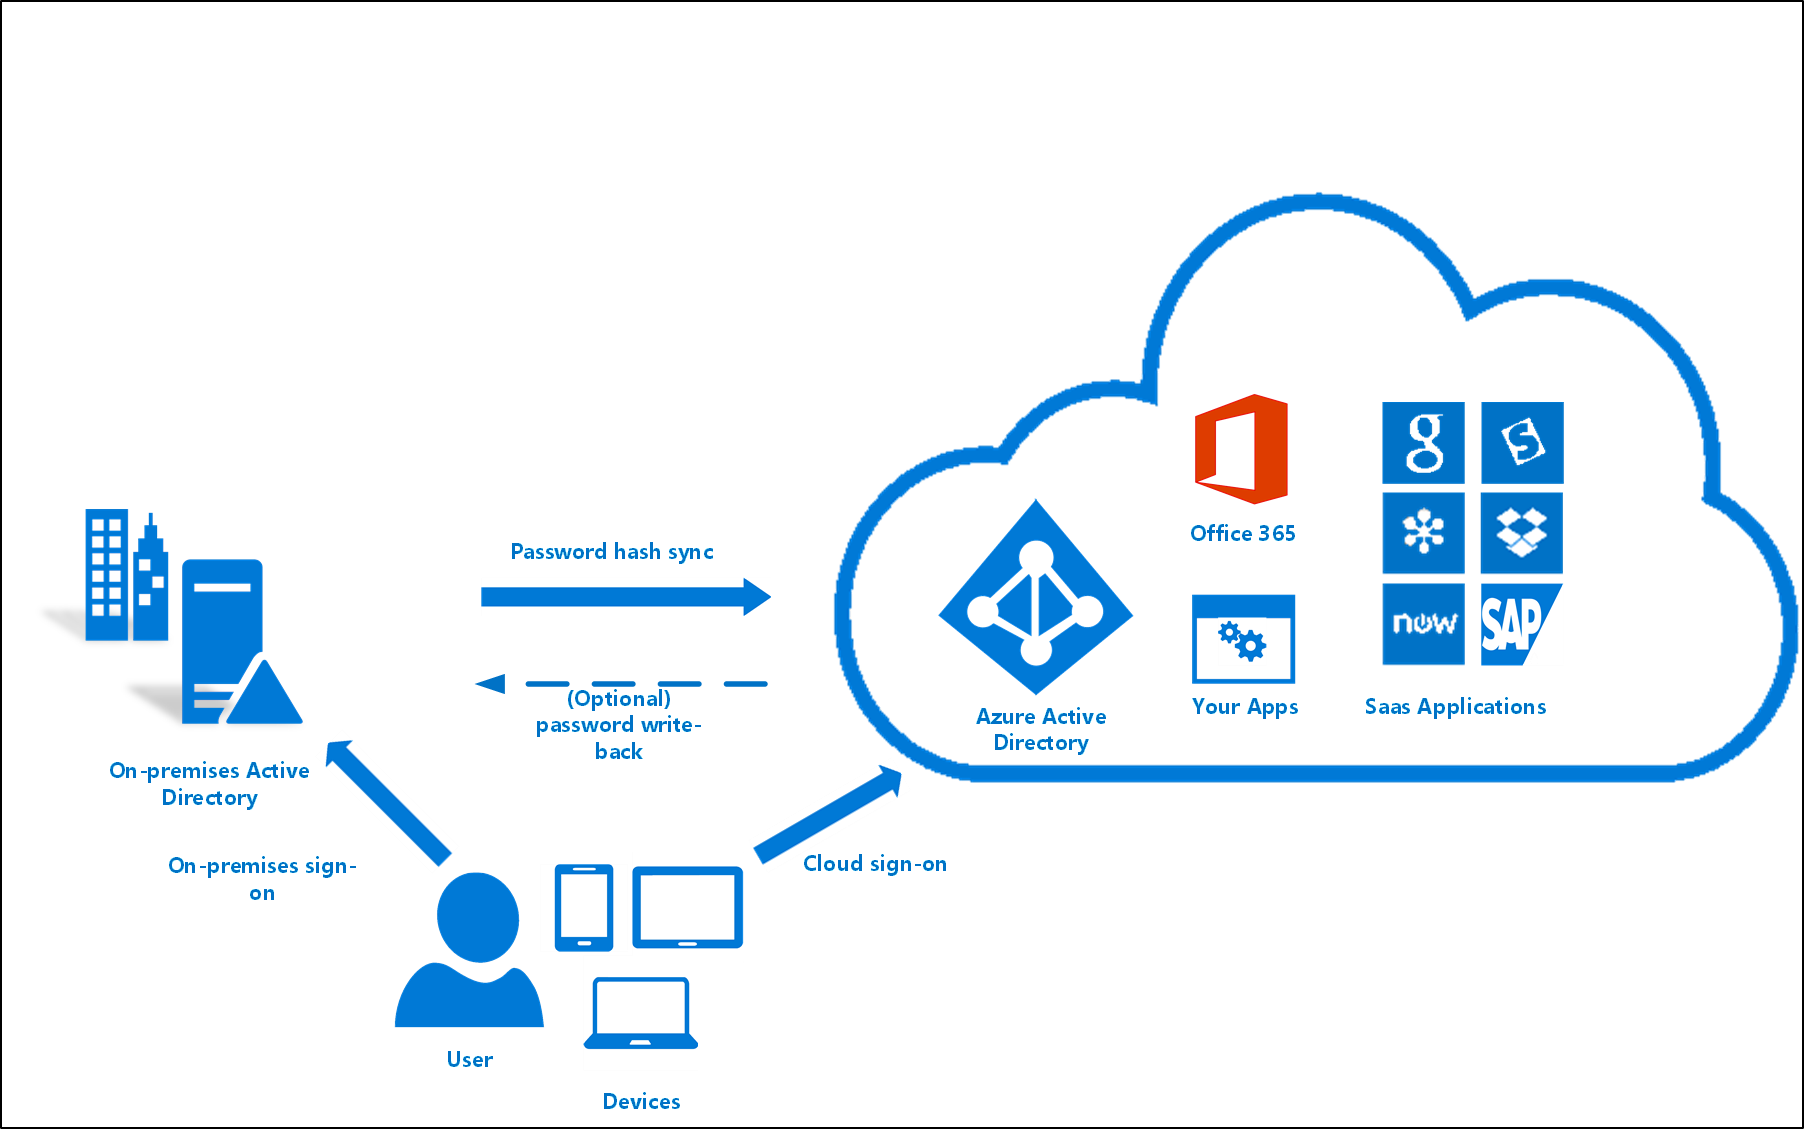 Password hash sync
(Optional)
password write-
back
On-premises Active
Directory
On-premises sign-
on
User
Devices
Cloud sign-on
Azure Active
Directory
Office 365
Your Apps
g
S
now
SAP
Saas Applications